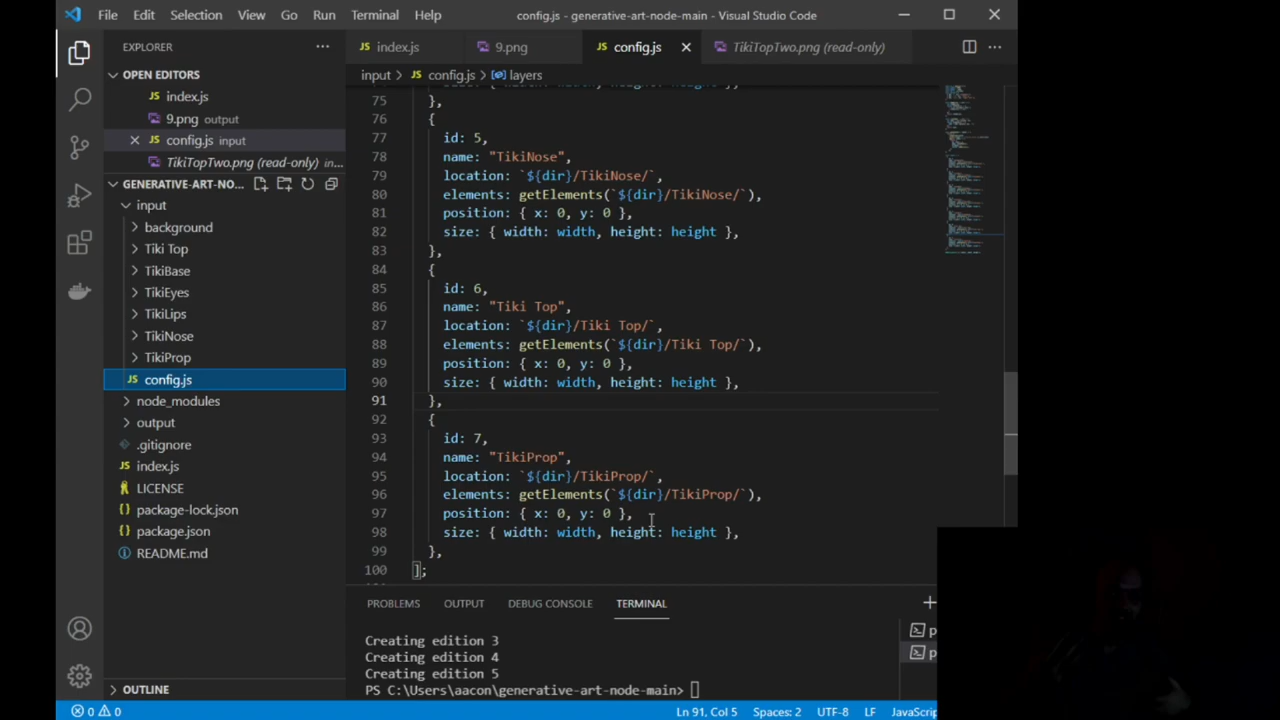 File Edit Selection View Go Run Terminal Help config.js - generative-art-node-main - Visual Studio Code
EXPLORER
OPEN EDITORS
index.js
9.png output
config.js input
TikiTopTwo.png (read-only) in...
GENERATIVE-ART-NO...
input
background
Tiki Top
TikiBase
TikiEyes
TikiLips
TikiNose
TikiProp
config.js
node_modules
output
.gitignore
index.js
LICENSE
package-lock.json
package.json
README.md
OUTLINE
index.js 9.png config.js TikiTopTwo.png (read-only)
input > config.js > layers
75 },
76 {
77 id: 5,
78 name: "TikiNose",
79 location: `${dir}/TikiNose/`,
80 elements: getElements(`${dir}/TikiNose/`),
81 position: { x: 0, y: 0 },
82 size: { width: width, height: height },
83 },
84 {
85 id: 6,
86 name: "Tiki Top",
87 location: `${dir}/Tiki Top/`,
88 elements: getElements(`${dir}/Tiki Top/`),
89 position: { x: 0, y: 0 },
90 size: { width: width, height: height },
91 },
92 {
93 id: 7,
94 name: "TikiProp",
95 location: `${dir}/TikiProp/`,
96 elements: getElements(`${dir}/TikiProp/`),
97 position: { x: 0, y: 0 },
98 size: { width: width, height: height },
99 },
100 ];
PROBLEMS OUTPUT DEBUG CONSOLE TERMINAL
Creating edition 3
Creating edition 4
Creating edition 5
PS C:\Users\aacon\generative-art-node-main>
p
p
0 0 Ln 91, Col 5 Spaces: 2 UTF-8 LF JavaScrip